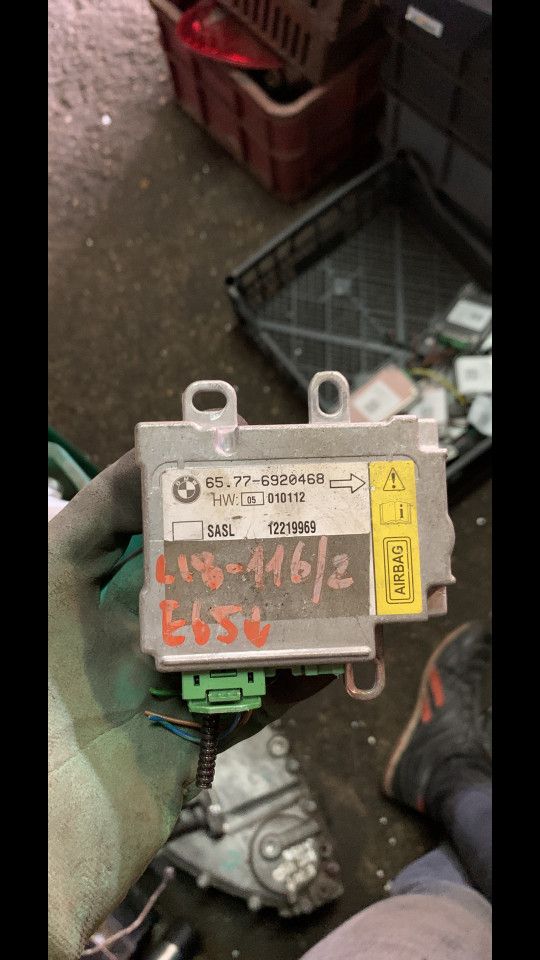 65.77-6920468
HW: 05 010112
SASL 12219969
AIRBAG
L18-116/2
E65